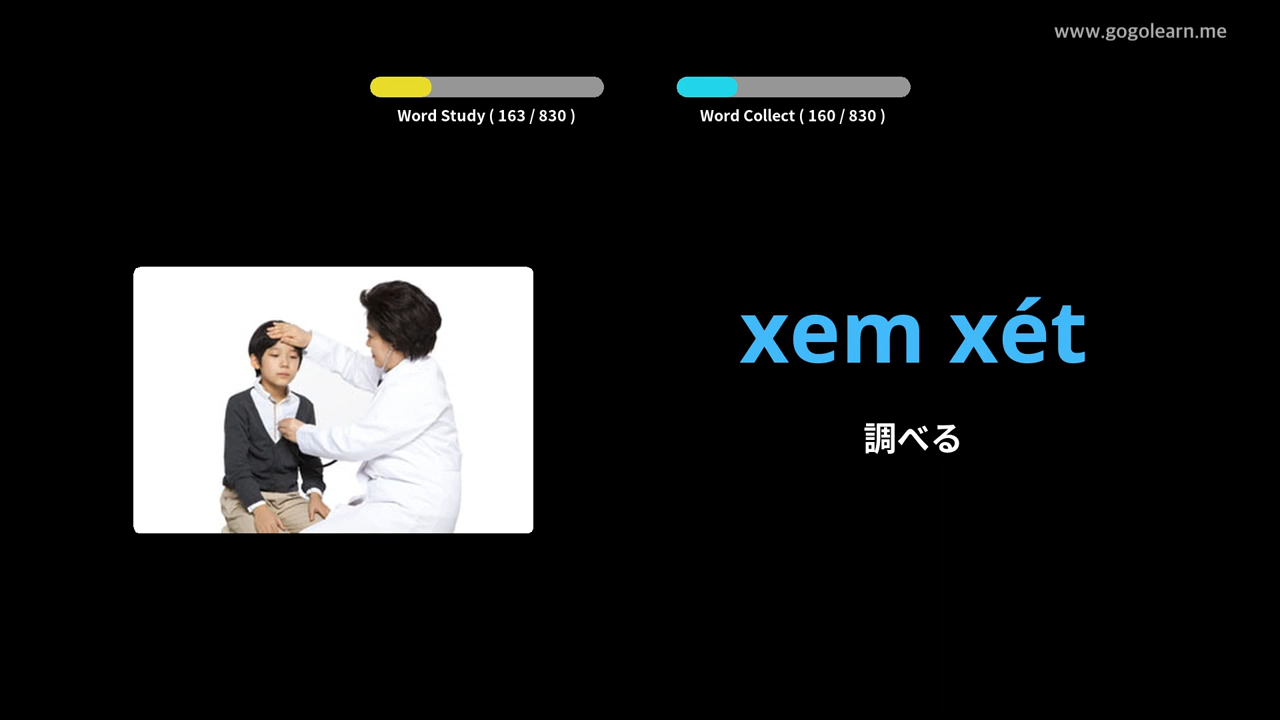 www.gogolearn.me
Word Study ( 163 / 830 )
Word Collect ( 160 / 830 )
xem xét
調べる